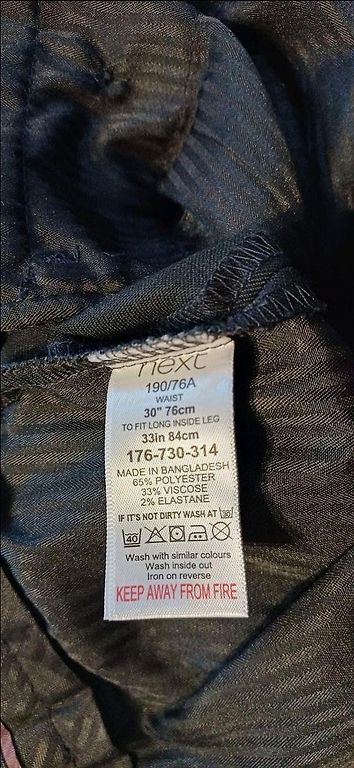 next
190/76A
WAIST
30" 76cm
TO FIT LONG INSIDE LEG
33in 84cm
176-730-314
MADE IN BANGLADESH
65% POLYESTER
33% VISCOSE
2% ELASTANE
IF IT'S NOT DIRTY WASH AT 30
40
Wash with similar colours
Wash inside out
Iron on reverse
KEEP AWAY FROM FIRE